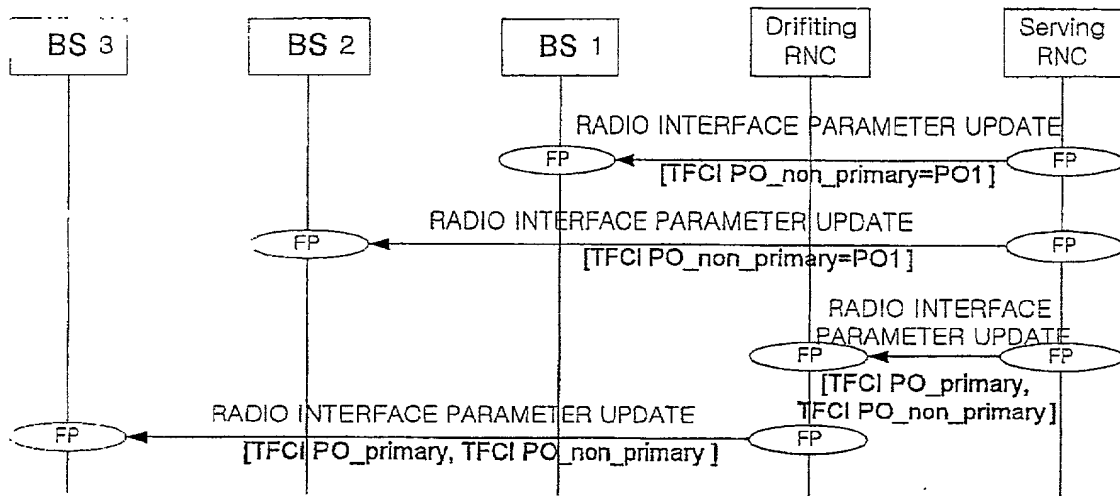 BS 3
BS 2
BS 1
Drifiting
RNC
Serving
RNC
RADIO INTERFACE PARAMETER UPDATE
FP
FP
[TFCI PO_non_primary=PO1]
RADIO INTERFACE PARAMETER UPDATE
FP
FP
[TFCI PO_non_primary=PO1]
RADIO INTERFACE
PARAMETER UPDATE
FP
FP
[TFCI PO_primary,
TFCI PO_non_primary]
RADIO INTERFACE PARAMETER UPDATE
FP
FP
[TFCI PO_primary, TFCI PO_non_primary ]